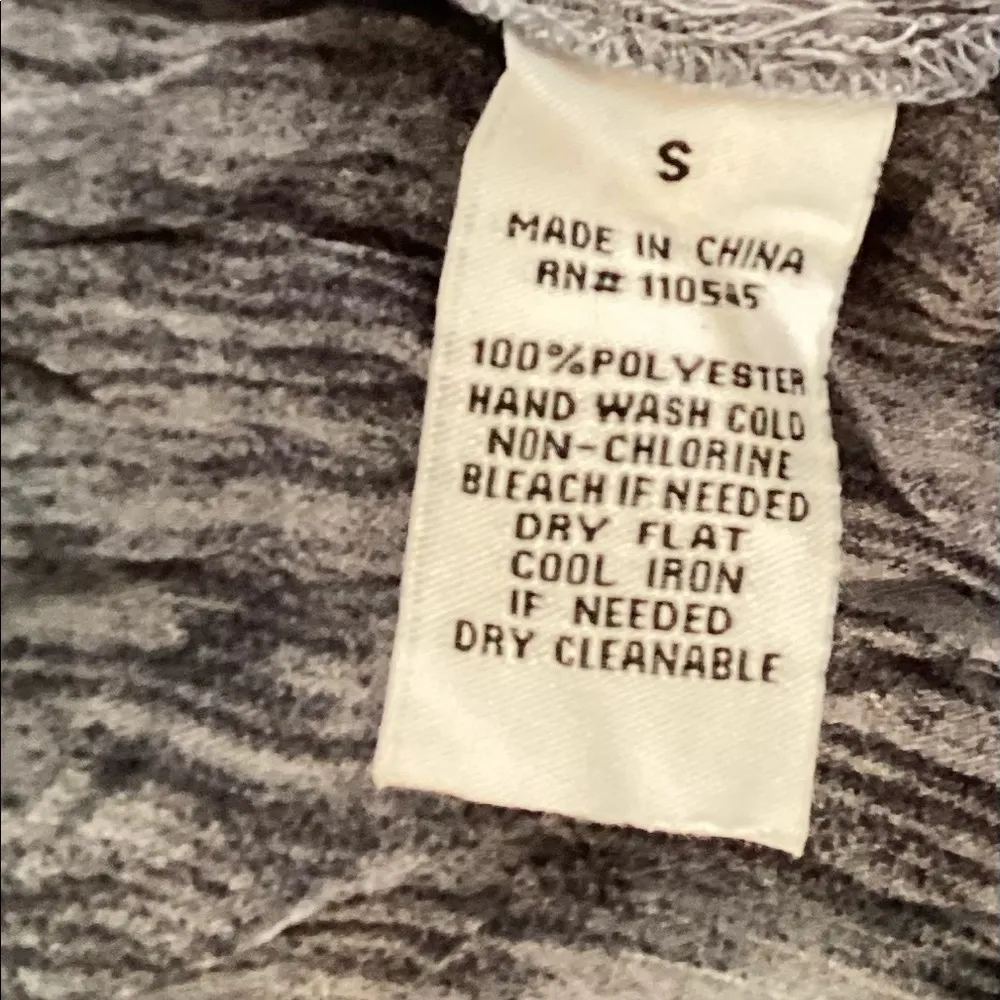 S
MADE IN CHINA
RN# 110545
100%POLYESTER
HAND WASH COLD
NON-CHLORINE
BLEACH IF NEEDED
DRY FLAT
COOL IRON
IF NEEDED
DRY CLEANABLE